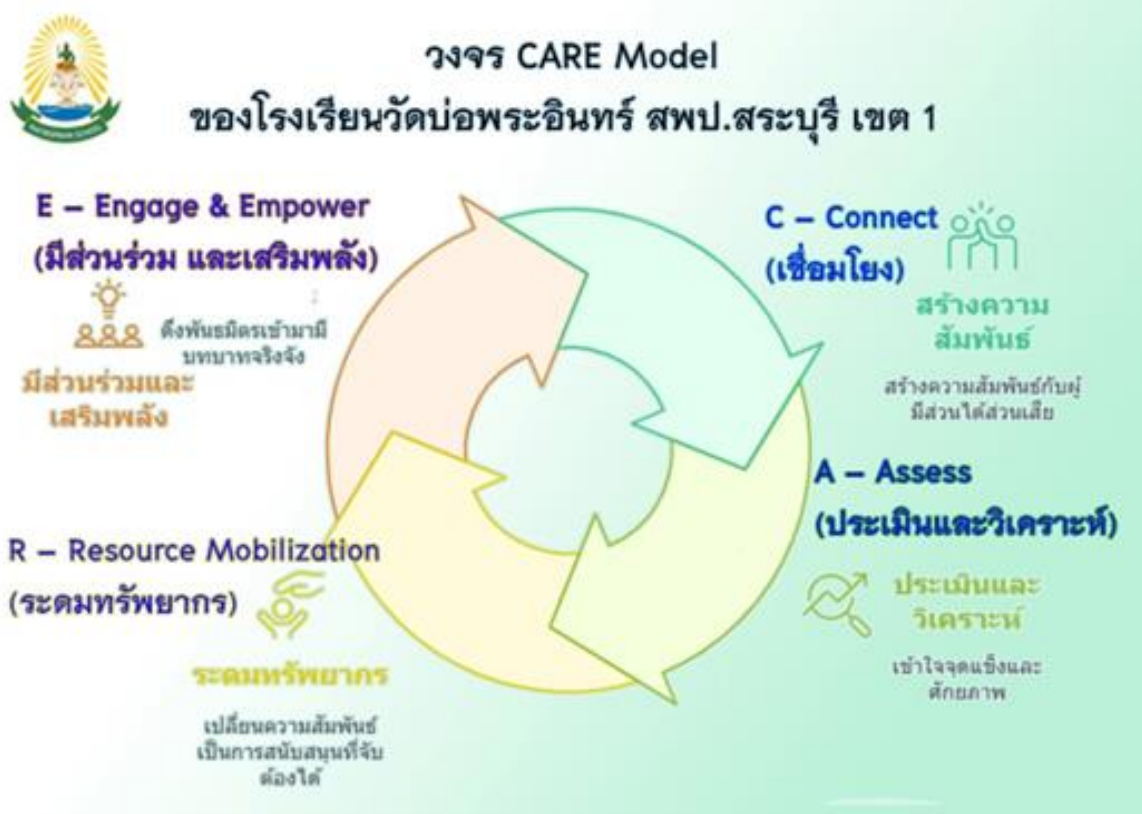 วงจร CARE Model
ของโรงเรียนวัดบ่อพระอินทร์ สพป.สระบุรี เขต 1
C – Connect
(เชื่อมโยง)
สร้างความ
สัมพันธ์
สร้างความสัมพันธ์กับผู้
มีส่วนได้ส่วนเสีย
A – Assess
(ประเมินและวิเคราะห์)
ประเมินและ
วิเคราะห์
เข้าใจจุดแข็งและ
ศักยภาพ
R – Resource Mobilization
(ระดมทรัพยากร)
ระดมทรัพยากร
เปลี่ยนความสัมพันธ์
เป็นการสนับสนุนที่จับ
ต้องได้
E – Engage & Empower
(มีส่วนร่วม และเสริมพลัง)
ดึงพันธมิตรเข้ามามี
บทบาทจริงจัง
มีส่วนร่วมและ
เสริมพลัง